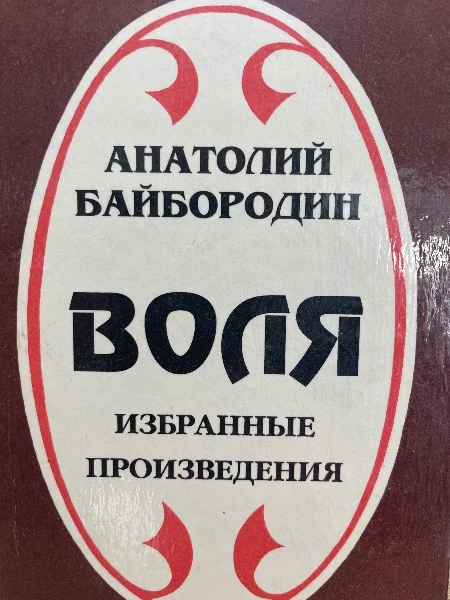 АНАТОЛИЙ
БАЙБОРОДИН
ВОЛЯ
ИЗБРАННЫЕ
ПРОИЗВЕДЕНИЯ